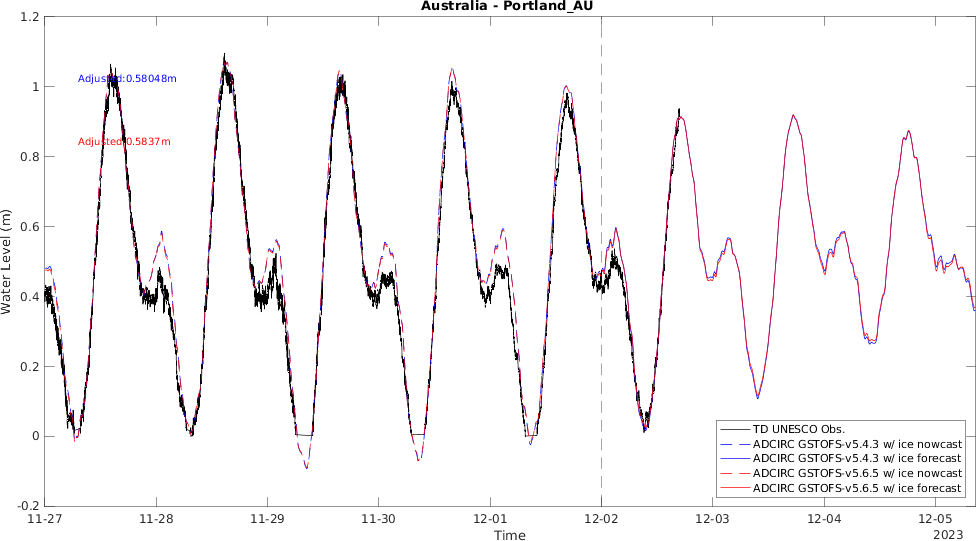 Australia - Portland_AU
1.2
1
0.8
0.6
0.4
0.2
0
-0.2
Water Level (m)
Adjusted:0.58048m
Adjusted:0.5837m
TD UNESCO Obs.
ADCIRC GSTOFS-v5.4.3 w/ ice nowcast
ADCIRC GSTOFS-v5.4.3 w/ ice forecast
ADCIRC GSTOFS-v5.6.5 w/ ice nowcast
ADCIRC GSTOFS-v5.6.5 w/ ice forecast
11-27 11-28 11-29 11-30 12-01 12-02 12-03 12-04 12-05
Time
2023